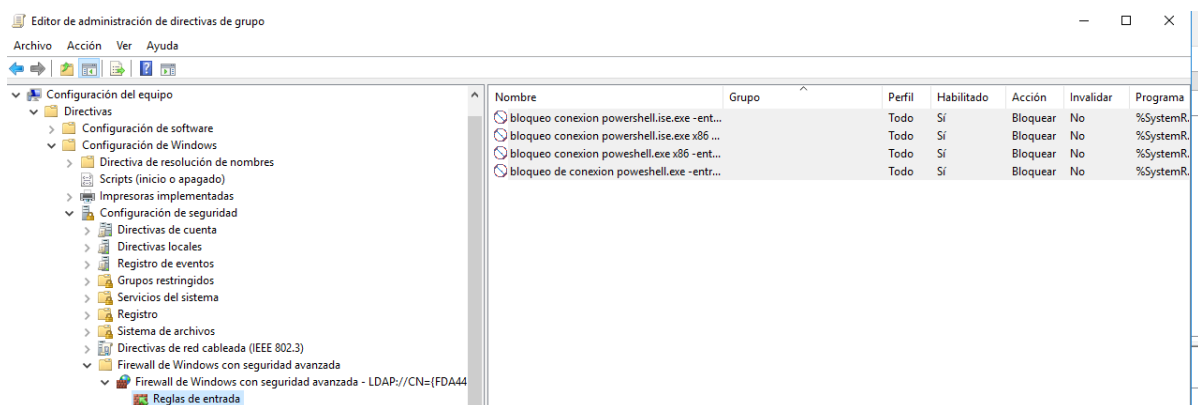 Editor de administración de directivas de grupo
Archivo Acción Ver Ayuda
Configuración del equipo
Directivas
Configuración de software
Configuración de Windows
Directiva de resolución de nombres
Scripts (inicio o apagado)
Impresoras implementadas
Configuración de seguridad
Directivas de cuenta
Directivas locales
Registro de eventos
Grupos restringidos
Servicios del sistema
Registro
Sistema de archivos
Directivas de red cableada (IEEE 802.3)
Firewall de Windows con seguridad avanzada
Firewall de Windows con seguridad avanzada - LDAP://CN={FDA44
Reglas de entrada
Nombre Grupo Perfil Habilitado Acción Invalidar Programa
bloqueo conexion powershell.ise.exe -ent... Todo Sí Bloquear No %SystemR.
bloqueo conexion powershell.ise.exe x86 ... Todo Sí Bloquear No %SystemR.
bloqueo conexion poweshell.exe x86 -ent... Todo Sí Bloquear No %SystemR.
bloqueo de conexion poweshell.exe -entr... Todo Sí Bloquear No %SystemR.